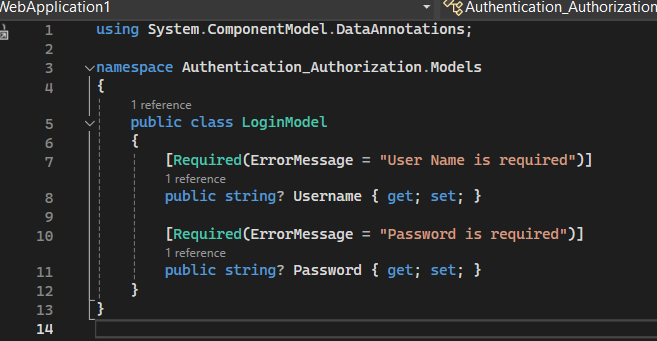 WebApplication1 Authentication_Authorization
1 using System.ComponentModel.DataAnnotations;
2
3 namespace Authentication_Authorization.Models
4 {
1 reference
5 public class LoginModel
6 {
7 [Required(ErrorMessage = "User Name is required")]
1 reference
8 public string? Username { get; set; }
9
10 [Required(ErrorMessage = "Password is required")]
1 reference
11 public string? Password { get; set; }
12 }
13 }
14